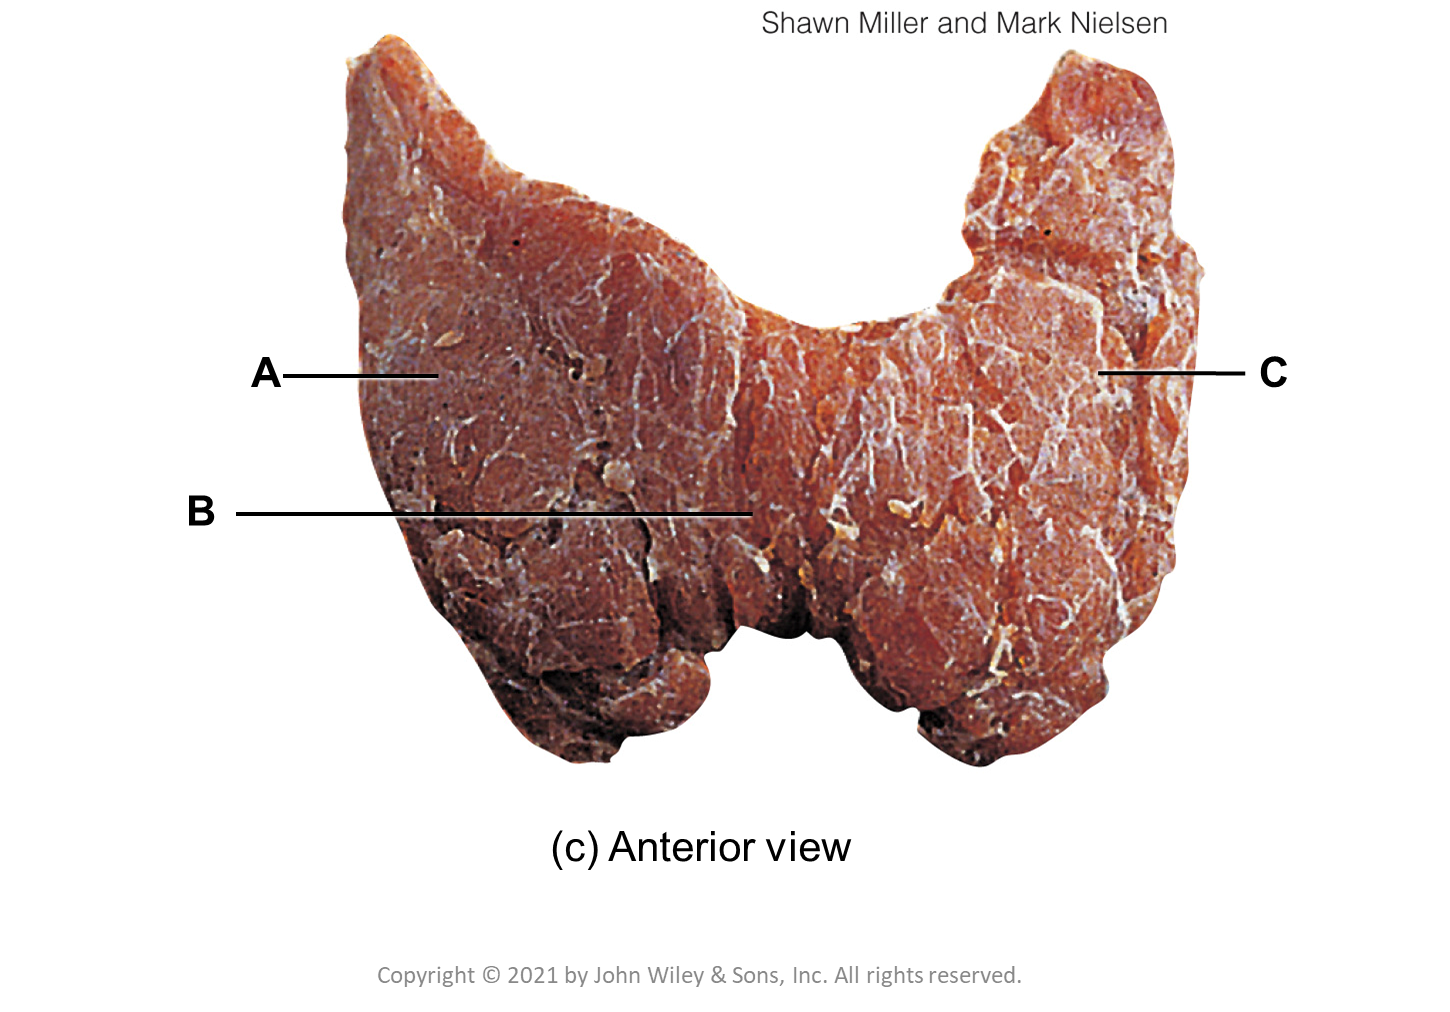 Shawn Miller and Mark Nielsen
A
C
B
(c) Anterior view
Copyright © 2021 by John Wiley & Sons, Inc. All rights reserved.